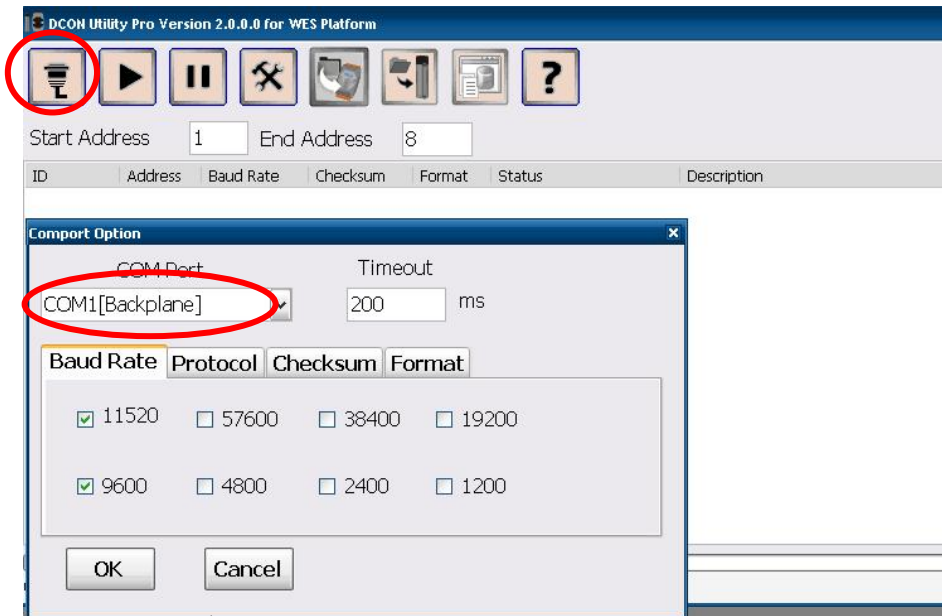 DCON Utility Pro Version 2.0.0.0 for WES Platform
?
Start Address 1 End Address 8
ID Address Baud Rate Checksum Format Status Description
Comport Option x
COM Port Timeout
COM1[Backplane] 200 ms
Baud Rate Protocol Checksum Format
11520 57600 38400 19200
9600 4800 2400 1200
OK Cancel